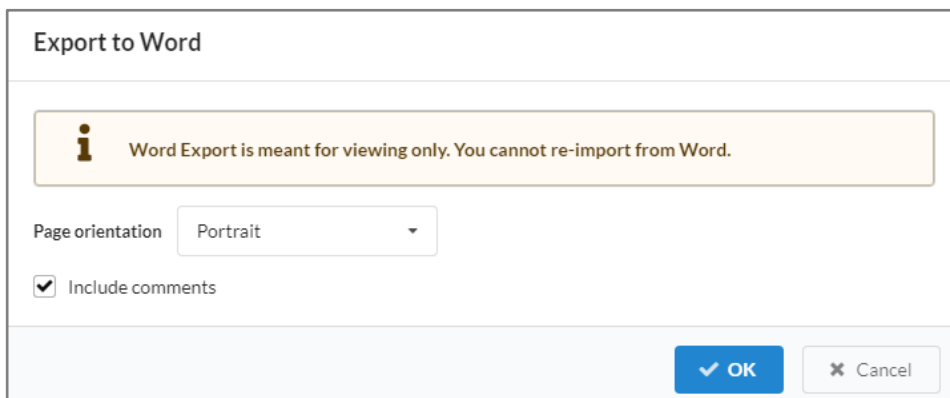 Export to Word
Word Export is meant for viewing only. You cannot re-import from Word.
Page orientation Portrait
Include comments
OK Cancel